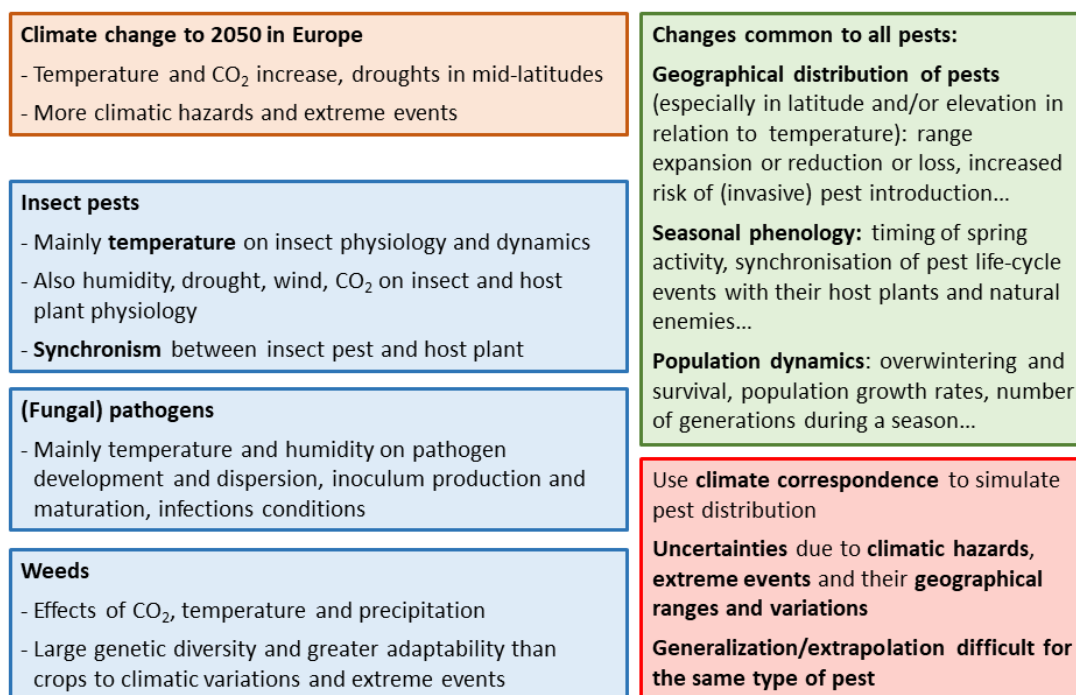 Climate change to 2050 in Europe
- Temperature and CO₂ increase, droughts in mid-latitudes
- More climatic hazards and extreme events
Insect pests
- Mainly temperature on insect physiology and dynamics
- Also humidity, drought, wind, CO₂ on insect and host
plant physiology
- Synchronism between insect pest and host plant
(Fungal) pathogens
- Mainly temperature and humidity on pathogen
development and dispersion, inoculum production and
maturation, infections conditions
Weeds
- Effects of CO₂, temperature and precipitation
- Large genetic diversity and greater adaptability than
crops to climatic variations and extreme events
Changes common to all pests:
Geographical distribution of pests
(especially in latitude and/or elevation in
relation to temperature): range
expansion or reduction or loss, increased
risk of (invasive) pest introduction...
Seasonal phenology: timing of spring
activity, synchronisation of pest life-cycle
events with their host plants and natural
enemies...
Population dynamics: overwintering and
survival, population growth rates, number
of generations during a season...
Use climate correspondence to simulate
pest distribution
Uncertainties due to climatic hazards,
extreme events and their geographical
ranges and variations
Generalization/extrapolation difficult for
the same type of pest